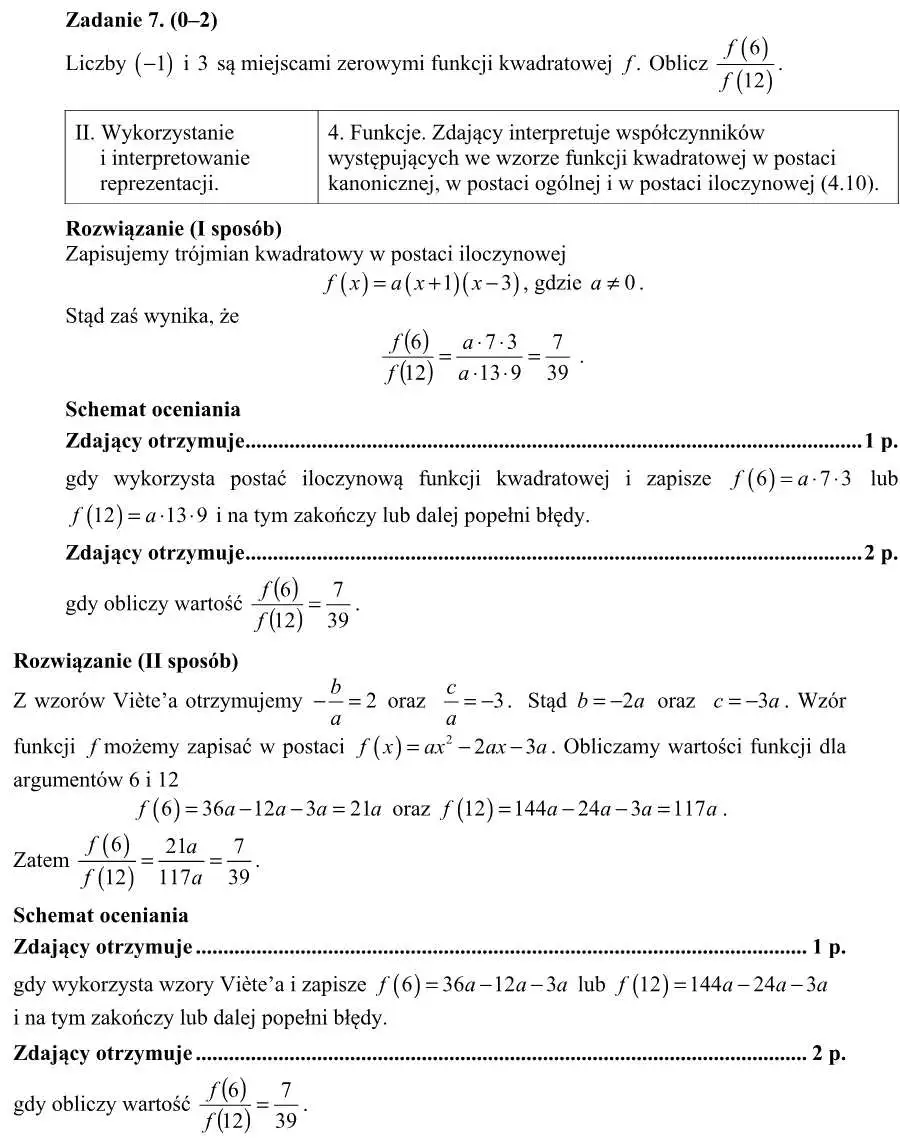 Zadanie 7. (0–2)
Liczby (−1) i 3 są miejscami zerowymi funkcji kwadratowej f. Oblicz f(6)/f(12).
II. Wykorzystanie
i interpretowanie
reprezentacji.
4. Funkcje. Zdający interpretuje współczynników
występujących we wzorze funkcji kwadratowej w postaci
kanonicznej, w postaci ogólnej i w postaci iloczynowej (4.10).
Rozwiązanie (I sposób)
Zapisujemy trójmian kwadratowy w postaci iloczynowej
f(x) = a(x+1)(x−3), gdzie a ≠ 0.
Stąd zaś wynika, że
f(6)/f(12) = a·7·3/a·13·9 = 7/39.
Schemat oceniania
Zdający otrzymuje....................1 p.
gdy wykorzysta postać iloczynową funkcji kwadratowej i zapisze f(6) = a·7·3 lub
f(12) = a·13·9 i na tym zakończy lub dalej popełni błędy.
Zdający otrzymuje....................2 p.
gdy obliczy wartość f(6)/f(12) = 7/39.
Rozwiązanie (II sposób)
Z wzorów Viète’a otrzymujemy −b/a = 2 oraz c/a = −3. Stąd b = −2a oraz c = −3a. Wzór
funkcji f możemy zapisać w postaci f(x) = ax² − 2ax − 3a. Obliczamy wartości funkcji dla
argumentów 6 i 12
f(6) = 36a − 12a − 3a = 21a oraz f(12) = 144a − 24a − 3a = 117a.
Zatem f(6)/f(12) = 21a/117a = 7/39.
Schemat oceniania
Zdający otrzymuje.................... 1 p.
gdy wykorzysta wzory Viète’a i zapisze f(6) = 36a − 12a − 3a lub f(12) = 144a − 24a − 3a
i na tym zakończy lub dalej popełni błędy.
Zdający otrzymuje.................... 2 p.
gdy obliczy wartość f(6)/f(12) = 7/39.